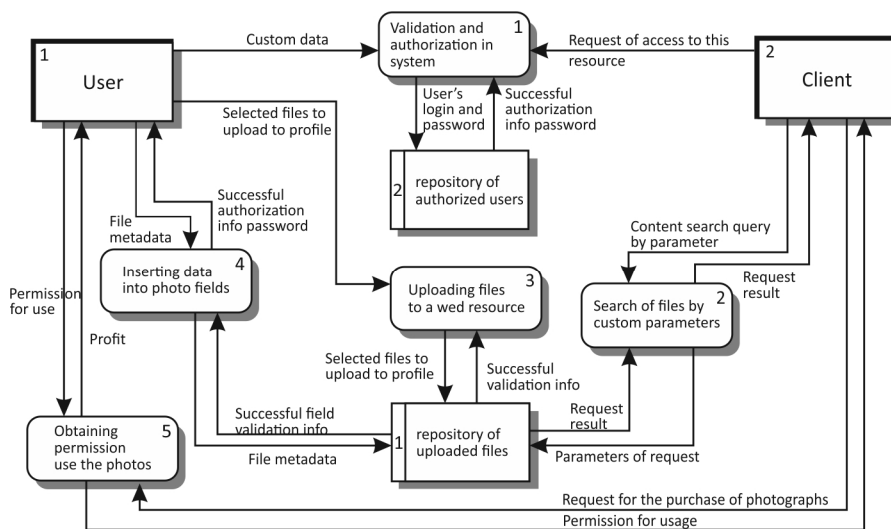 1
User
Custom data
Validation and
authorization in
system
1
Request of access to this
resource
2
Client
Selected files to
upload to profile
User's
login and
password
Successful
authorization
info password
2
repository of
authorized users
Successful
authorization
info password
File
metadata
Content search query
by parameter
Inserting data
into photo fields
4
Uploading files
to a wed resource
3
Search of files by
custom parameters
2
Request
result
Permission
for use
Profit
Selected files to
upload to profile
Successful
validation info
Successful field
validation info
Request
result
Obtaining
permission
use the photos
5
File metadata
1
repository of
uploaded files
Parameters of request
Request for the purchase of photographs
Permission for usage